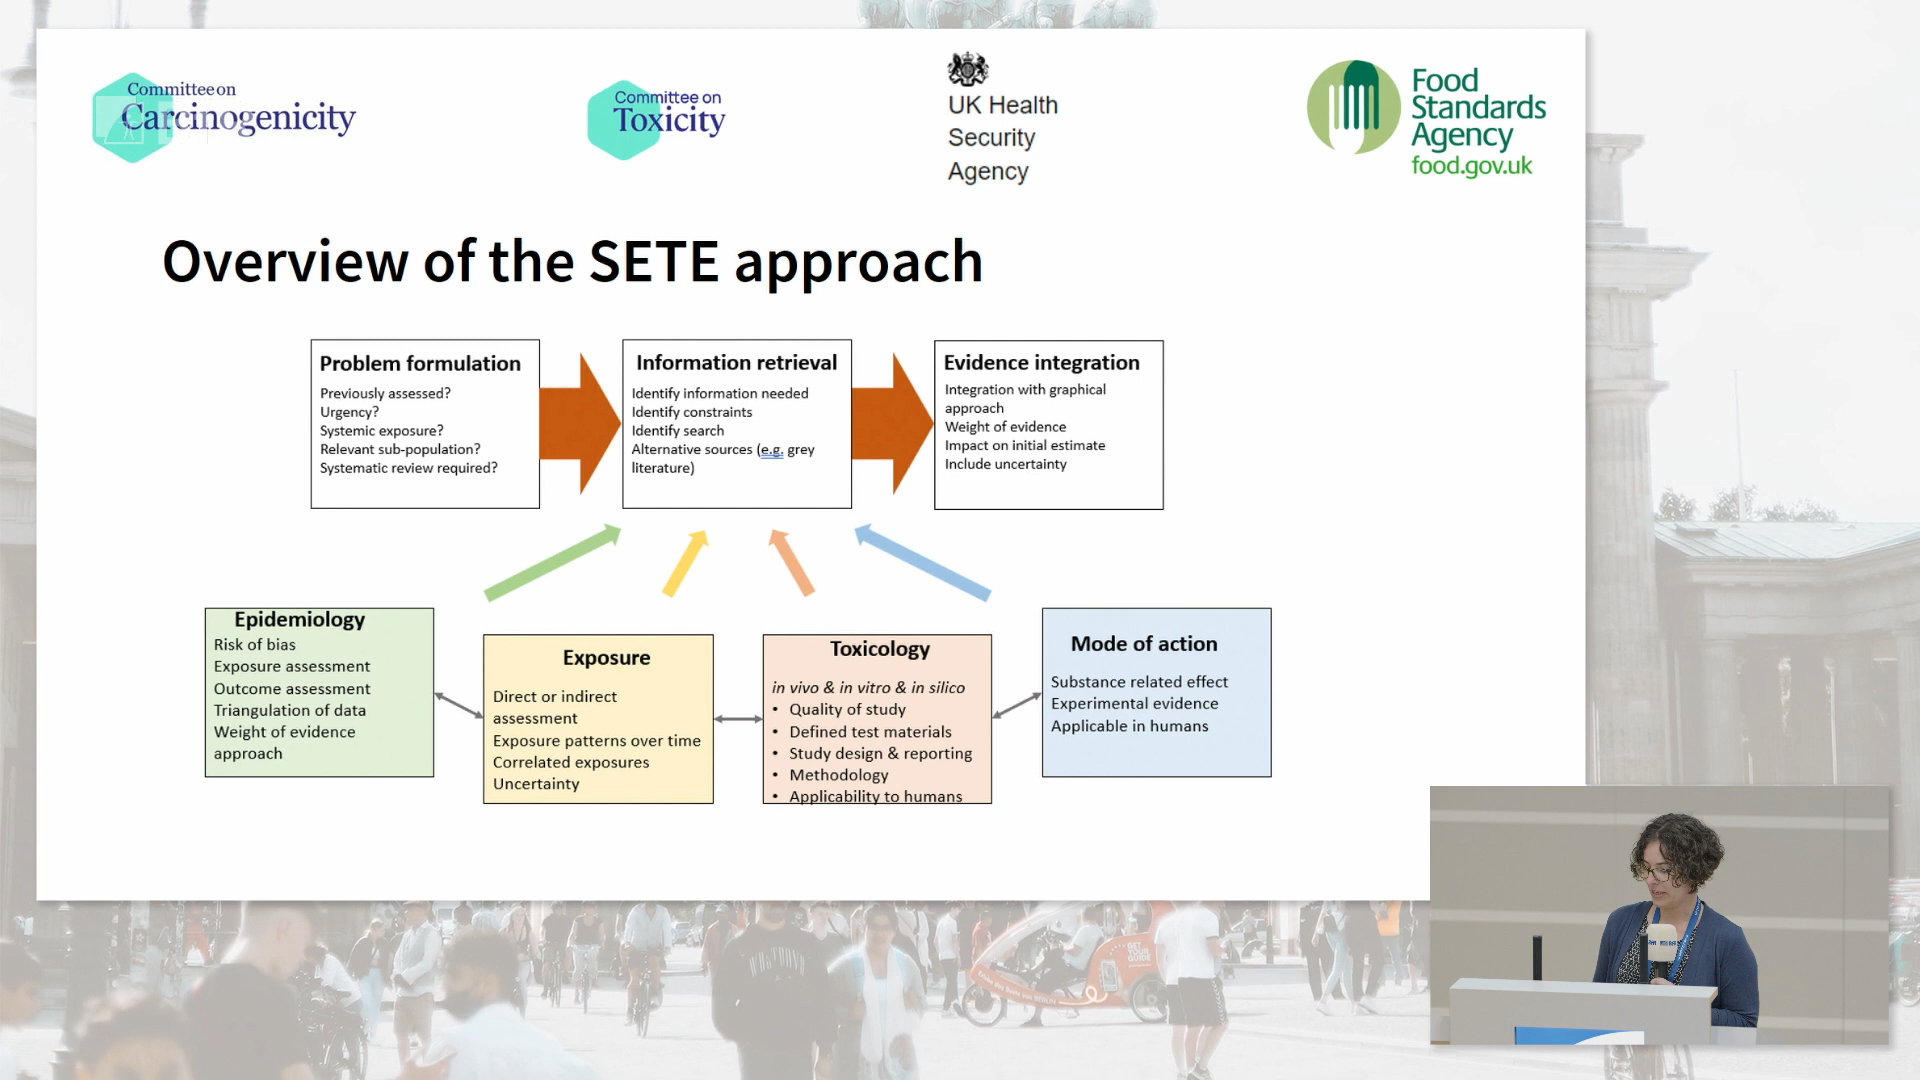 Committee on
Carcinogenicity
Committee on
Toxicity
UK Health
Security
Agency
Food
Standards
Agency
food.gov.uk
Overview of the SETE approach
Problem formulation
Previously assessed?
Urgency?
Systemic exposure?
Relevant sub-population?
Systematic review required?
Information retrieval
Identify information needed
Identify constraints
Identify search
Alternative sources (e.g. grey
literature)
Evidence integration
Integration with graphical
approach
Weight of evidence
Impact on initial estimate
Include uncertainty
Epidemiology
Risk of bias
Exposure assessment
Outcome assessment
Triangulation of data
Weight of evidence
approach
Exposure
Direct or indirect
assessment
Exposure patterns over time
Correlated exposures
Uncertainty
Toxicology
in vivo & in vitro & in silico
• Quality of study
• Defined test materials
• Study design & reporting
• Methodology
• Applicability to humans
Mode of action
Substance related effect
Experimental evidence
Applicable in humans
GET
YOUR
GUIDE